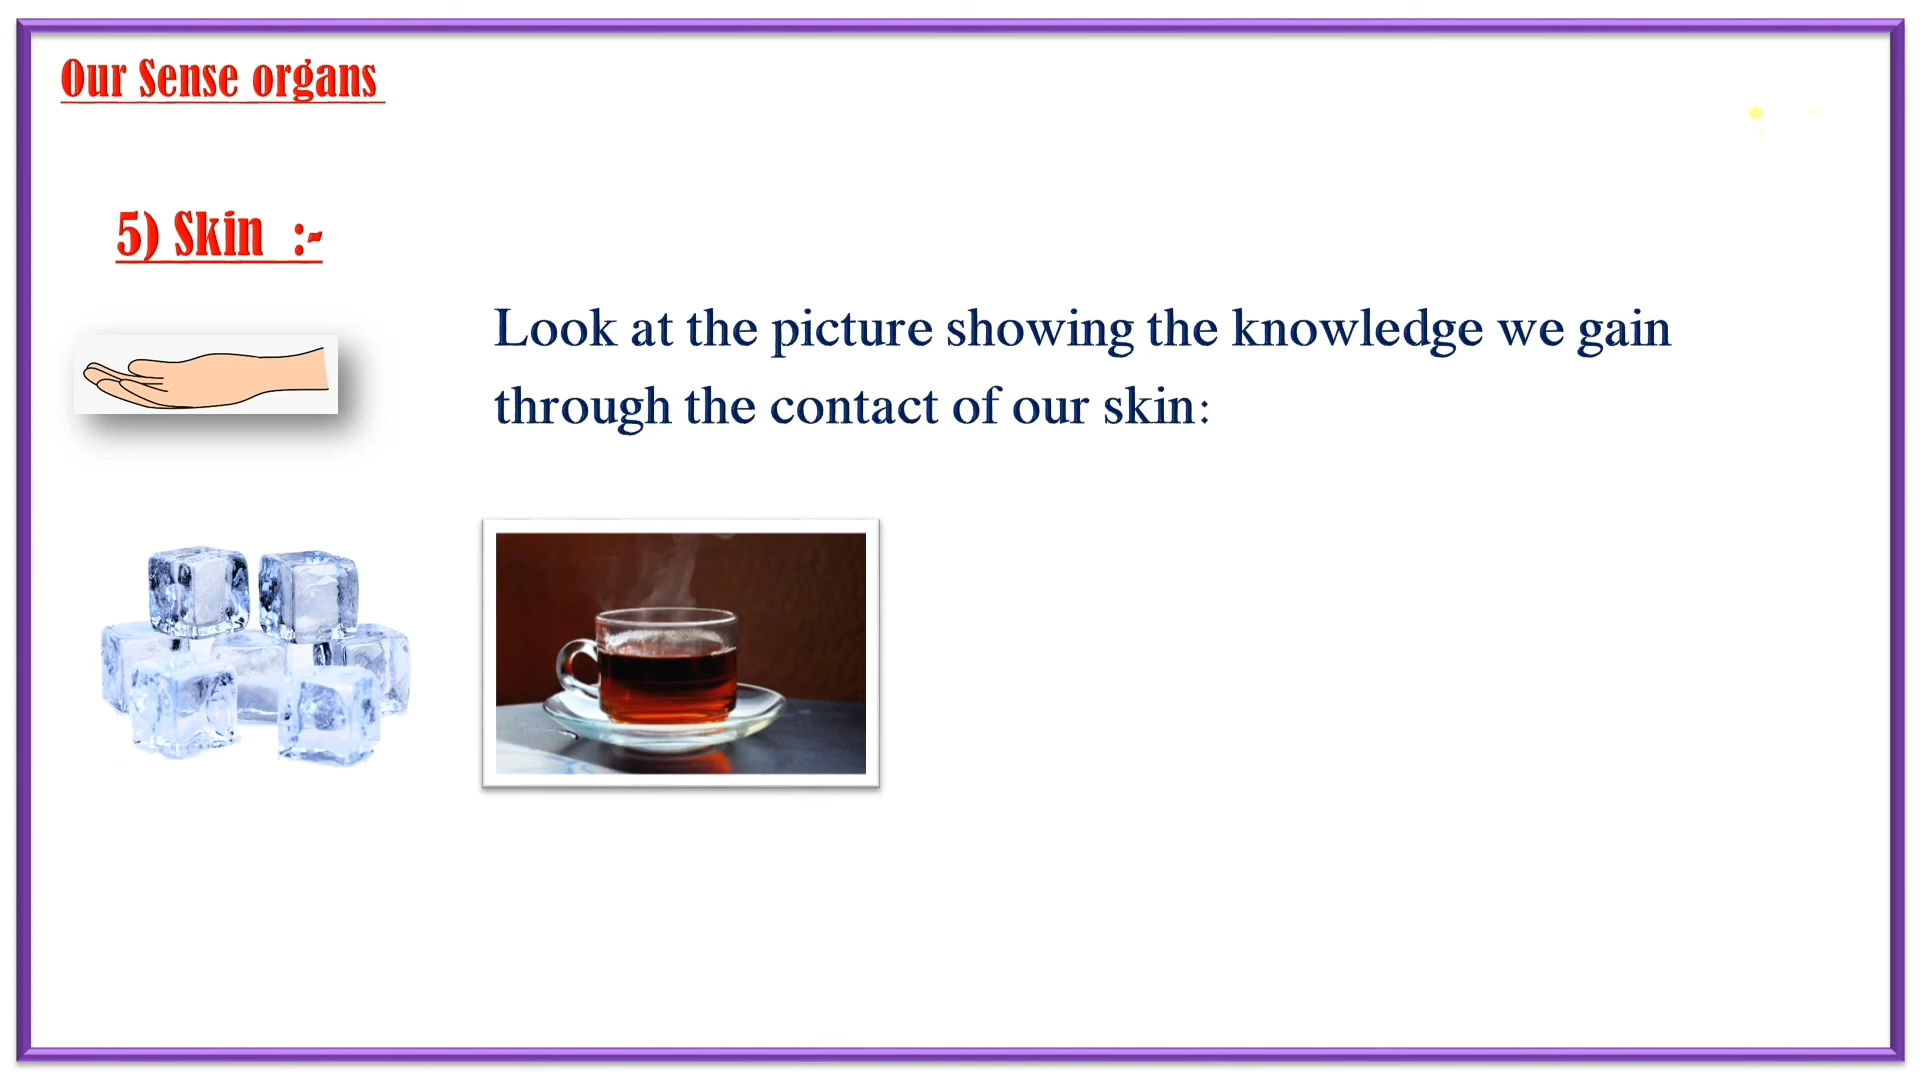 Our Sense organs
5) Skin :-
Look at the picture showing the knowledge we gain
through the contact of our skin: